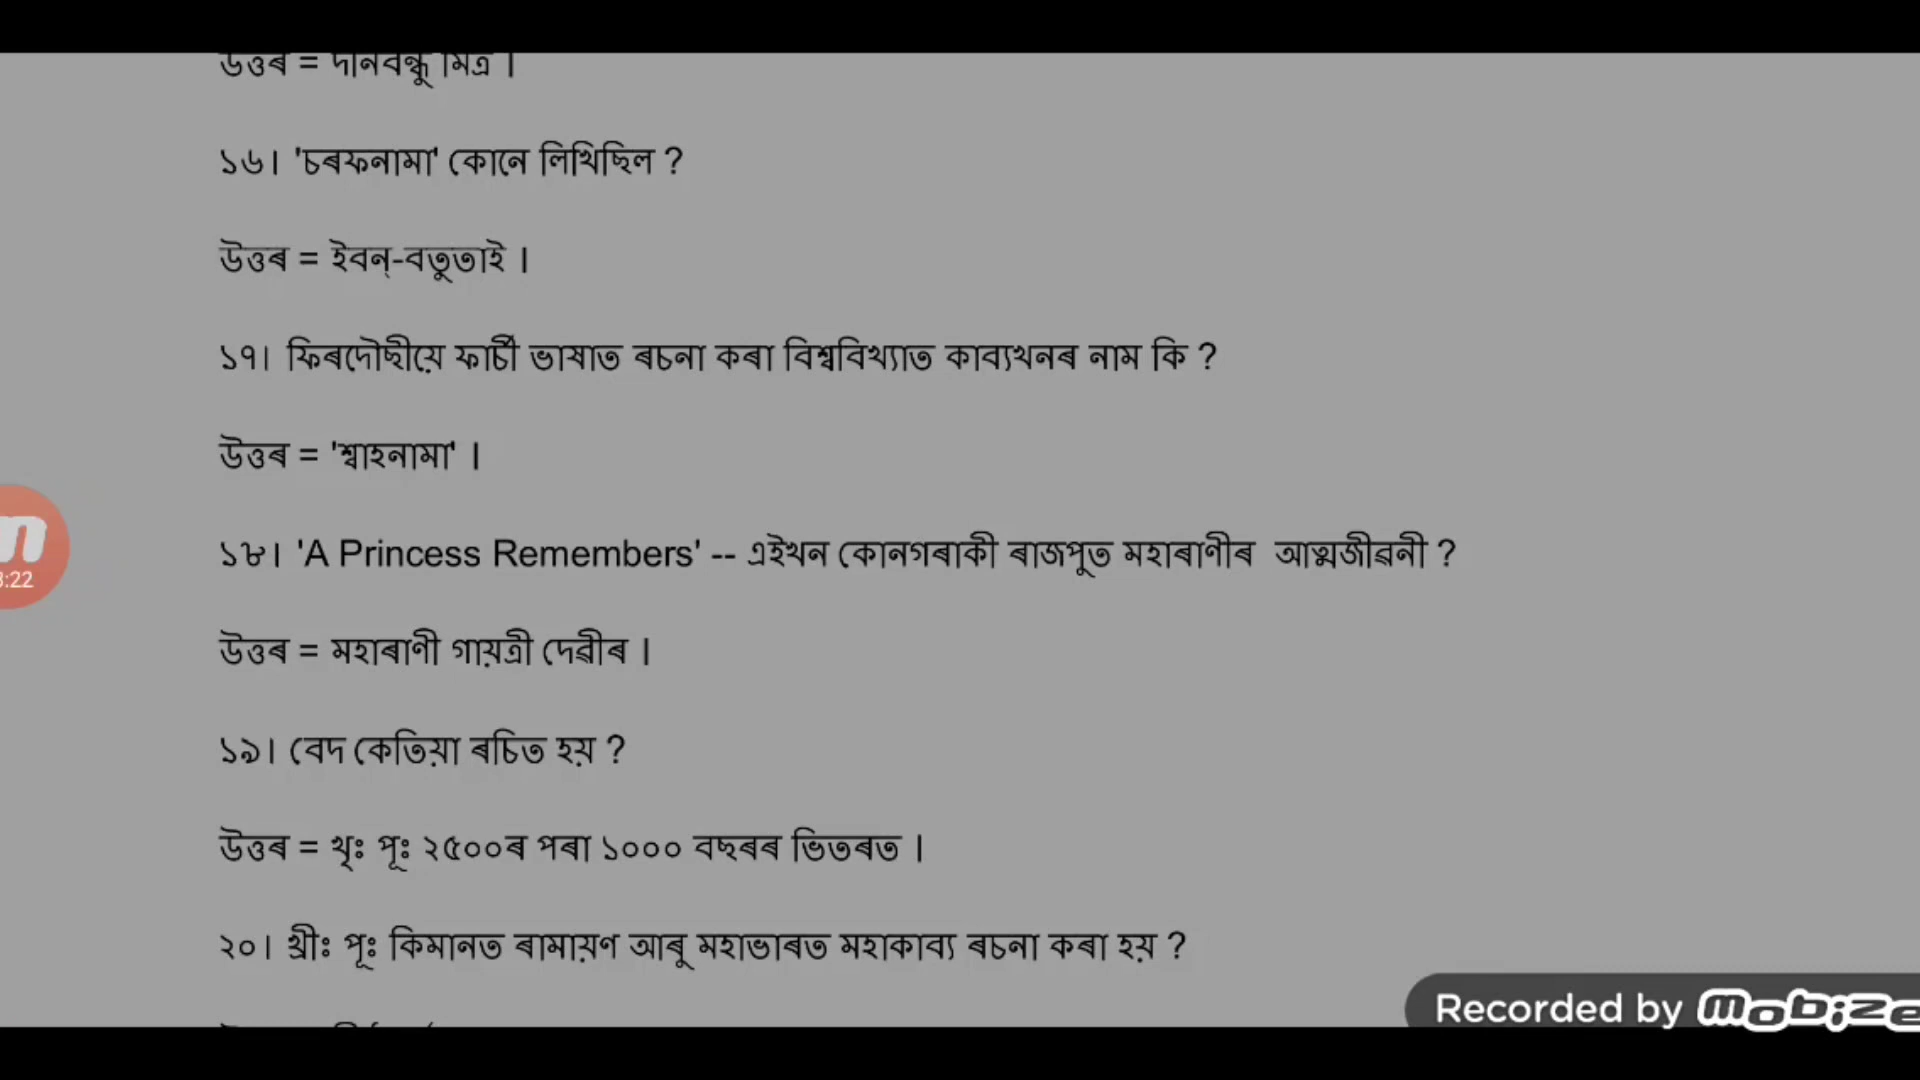 উত্তৰ = দীনবন্ধু মিত্ৰ ।
১৬। 'চৰফনামা' কোনে লিখিছিল ?
উত্তৰ = ইবন্-বতুতাই ।
১৭। ফিৰদৌছীয়ে ফাৰ্চী ভাষাত ৰচনা কৰা বিশ্ববিখ্যাত কাব্যখনৰ নাম কি ?
উত্তৰ = 'শ্বাহনামা' ।
১৮। 'A Princess Remembers' -- এইখন কোনগৰাকী ৰাজপুত মহাৰাণীৰ আত্মজীৱনী ?
উত্তৰ = মহাৰাণী গায়ত্ৰী দেৱীৰ ।
:22
১৯। বেদ কেতিয়া ৰচিত হয় ?
উত্তৰ = খৃঃ পূঃ ২৫০০ৰ পৰা ১০০০ বছৰৰ ভিতৰত ।
২০। খ্ৰীঃ পূঃ কিমানত ৰামায়ণ আৰু মহাভাৰত মহাকাব্য ৰচনা কৰা হয় ?
Recorded by mobize